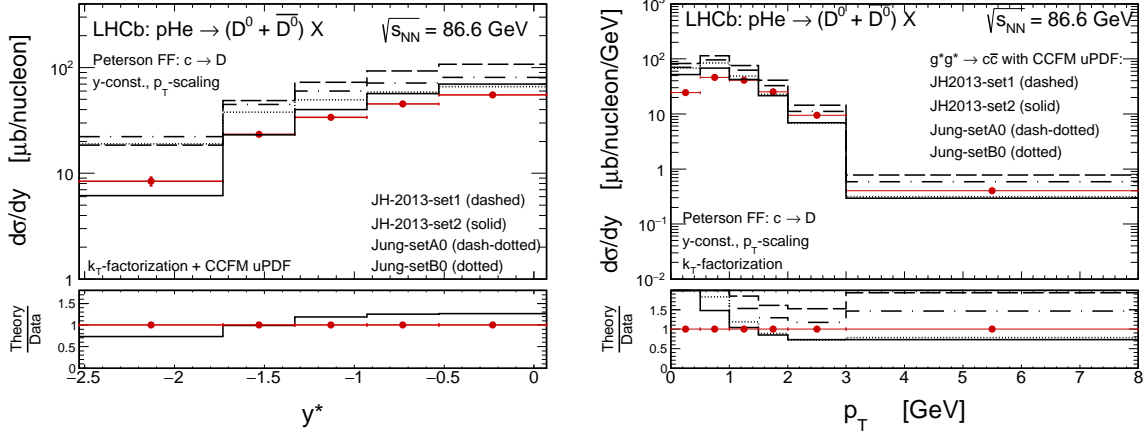 LHCb: pHe → (D⁰ + D̅⁰) X √s_NN = 86.6 GeV
Peterson FF: c → D
y-const., p_T-scaling
JH-2013-set1 (dashed)
JH-2013-set2 (solid)
Jung-setA0 (dash-dotted)
k_T-factorization + CCFM uPDF Jung-setB0 (dotted)
dσ/dy [μb/nucleon]
10²
10
1
Theory/Data
1.5
1
0.5
0
−2.5 −2 −1.5 −1 −0.5 0
y*
LHCb: pHe → (D⁰ + D̅⁰) X √s_NN = 86.6 GeV
g*g* → cc̅ with CCFM uPDF:
JH2013-set1 (dashed)
JH2013-set2 (solid)
Jung-setA0 (dash-dotted)
Jung-setB0 (dotted)
Peterson FF: c → D
y-const., p_T-scaling
k_T-factorization
dσ/dy [μb/nucleon/GeV]
10³
10²
10
1
10⁻¹
10⁻²
Theory/Data
1.5
1
0.5
0
0 1 2 3 4 5 6 7 8
p_T [GeV]